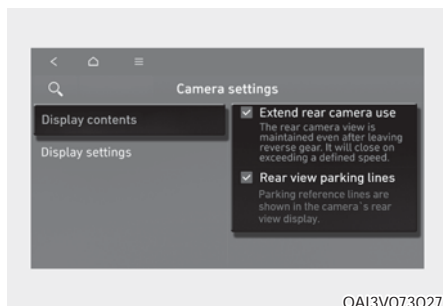 Camera settings
Display contents
Display settings
Extend rear camera use
The rear camera view is
maintained even after leaving
reverse gear. It will close on
exceeding a defined speed.
Rear view parking lines
Parking reference lines are
shown in the camera`s rear
view display.
OAI3V073027